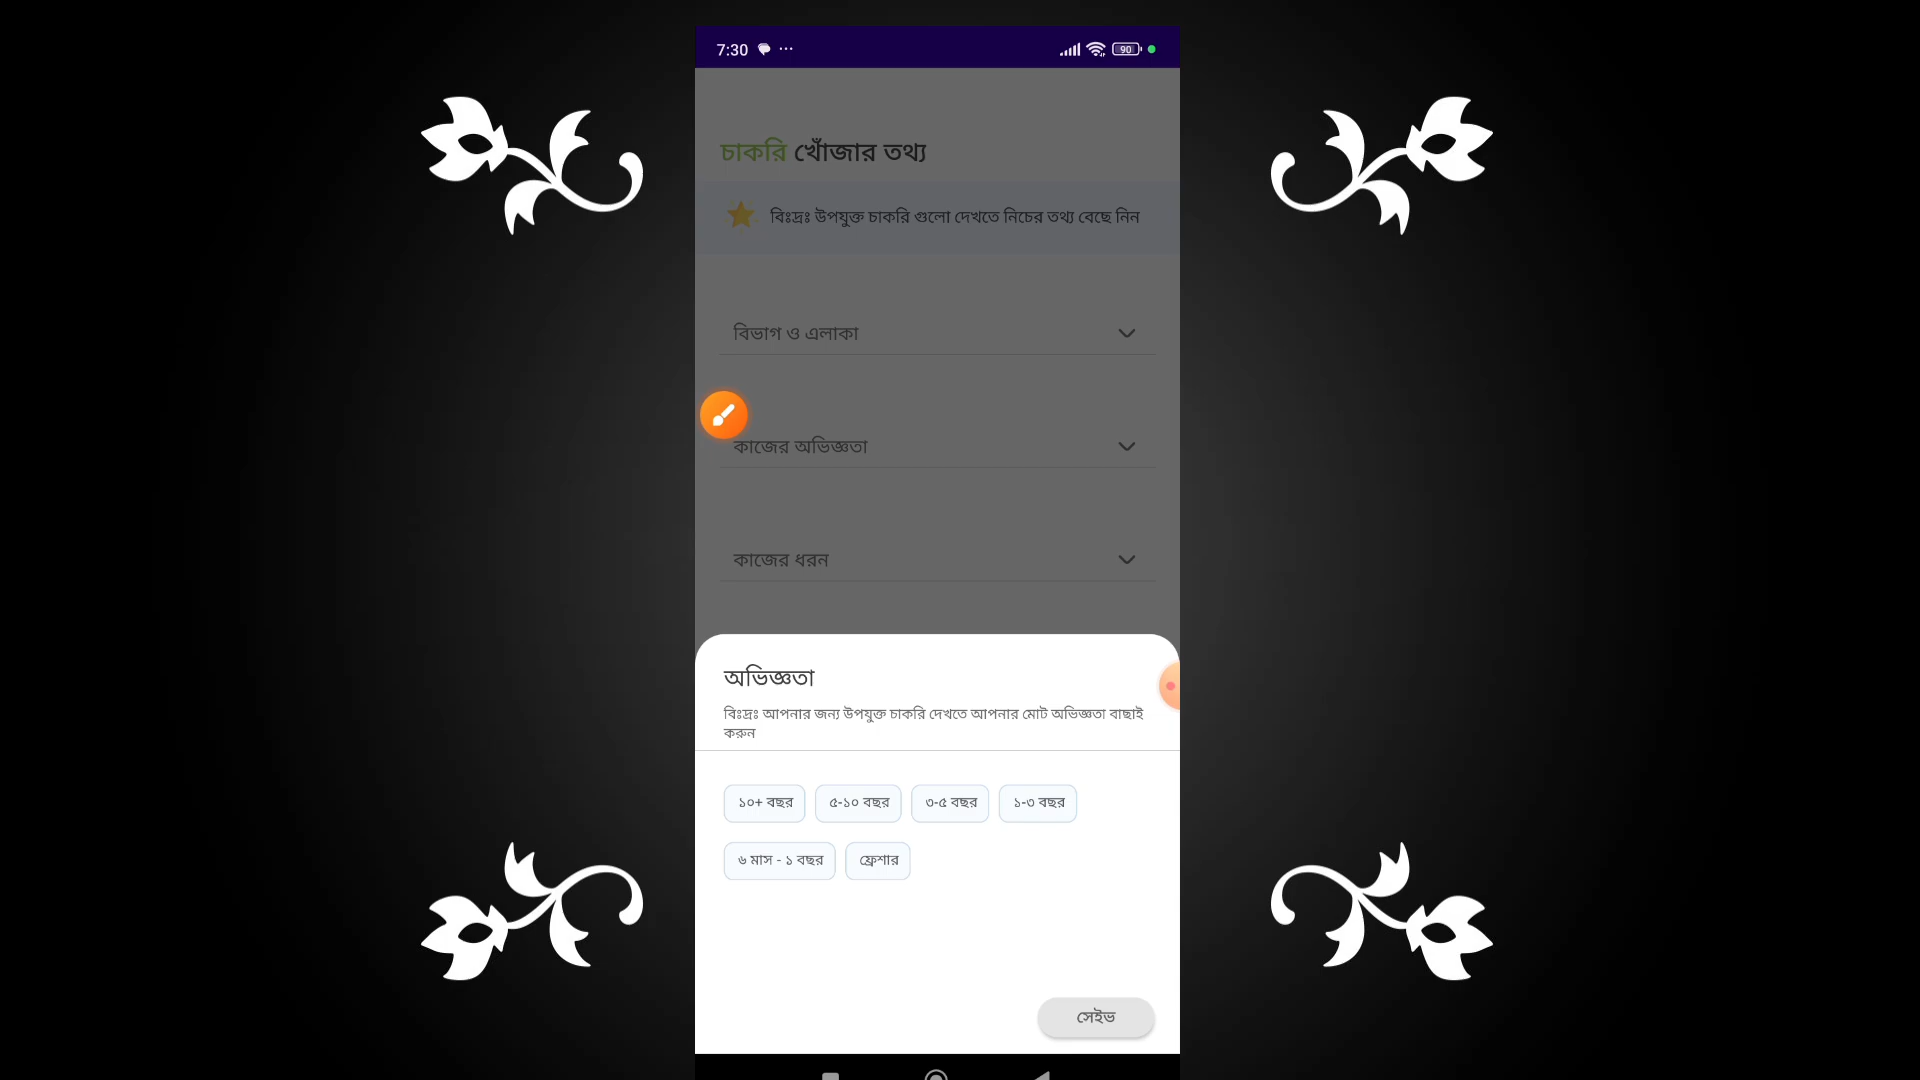 7:30 ... 90
চাকরি খোঁজার তথ্য
বিঃদ্রঃ উপযুক্ত চাকরি গুলো দেখতে নিচের তথ্য বেছে নিন
বিভাগ ও এলাকা
কাজের অভিজ্ঞতা
কাজের ধরন
অভিজ্ঞতা
বিঃদ্রঃ আপনার জন্য উপযুক্ত চাকরি দেখতে আপনার মোট অভিজ্ঞতা বাছাই
করুন
১০+ বছর ৫-১০ বছর ৩-৫ বছর ১-৩ বছর
৬ মাস - ১ বছর ফ্রেশার
সেইভ